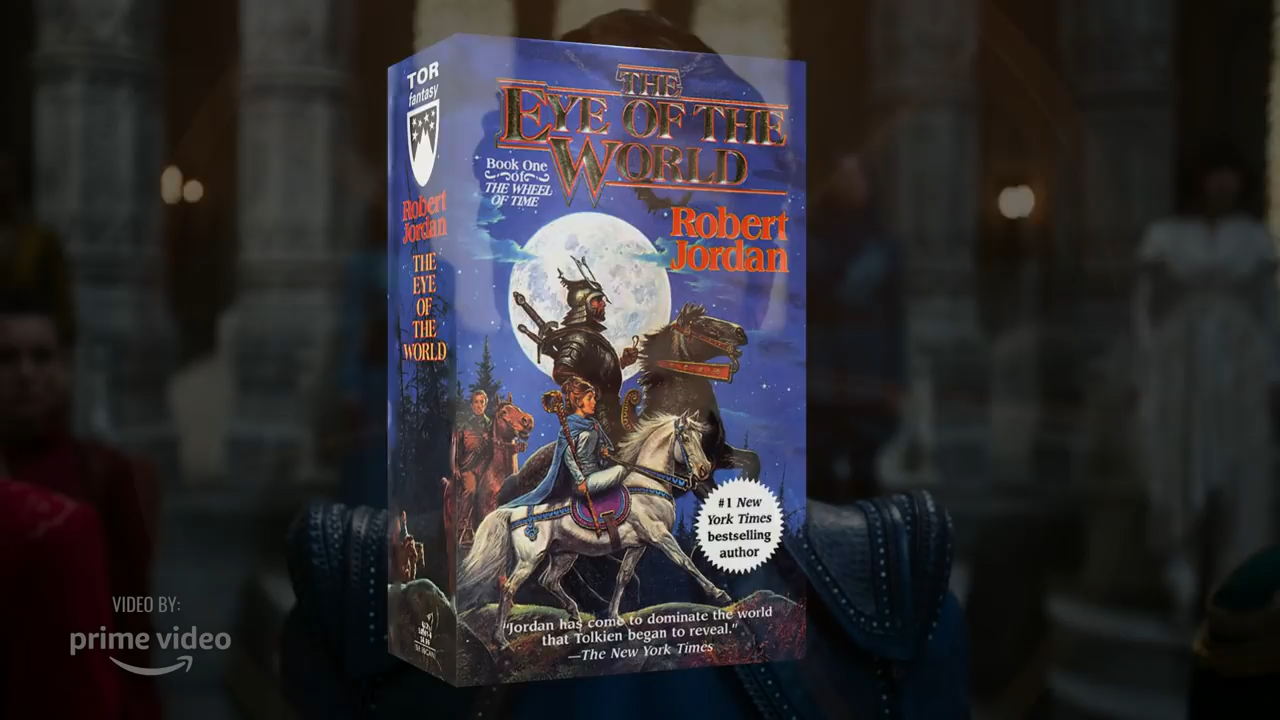 TOR
fantasy
Robert
Jordan
THE
EYE
OF
THE
WORLD
THE
EYE OF THE
WORLD
Book One
of
THE WHEEL
OF TIME
Robert
Jordan
#1 New
York Times
bestselling
author
"Jordan has come to dominate the world
that Tolkien began to reveal."
—The New York Times
VIDEO BY:
prime video